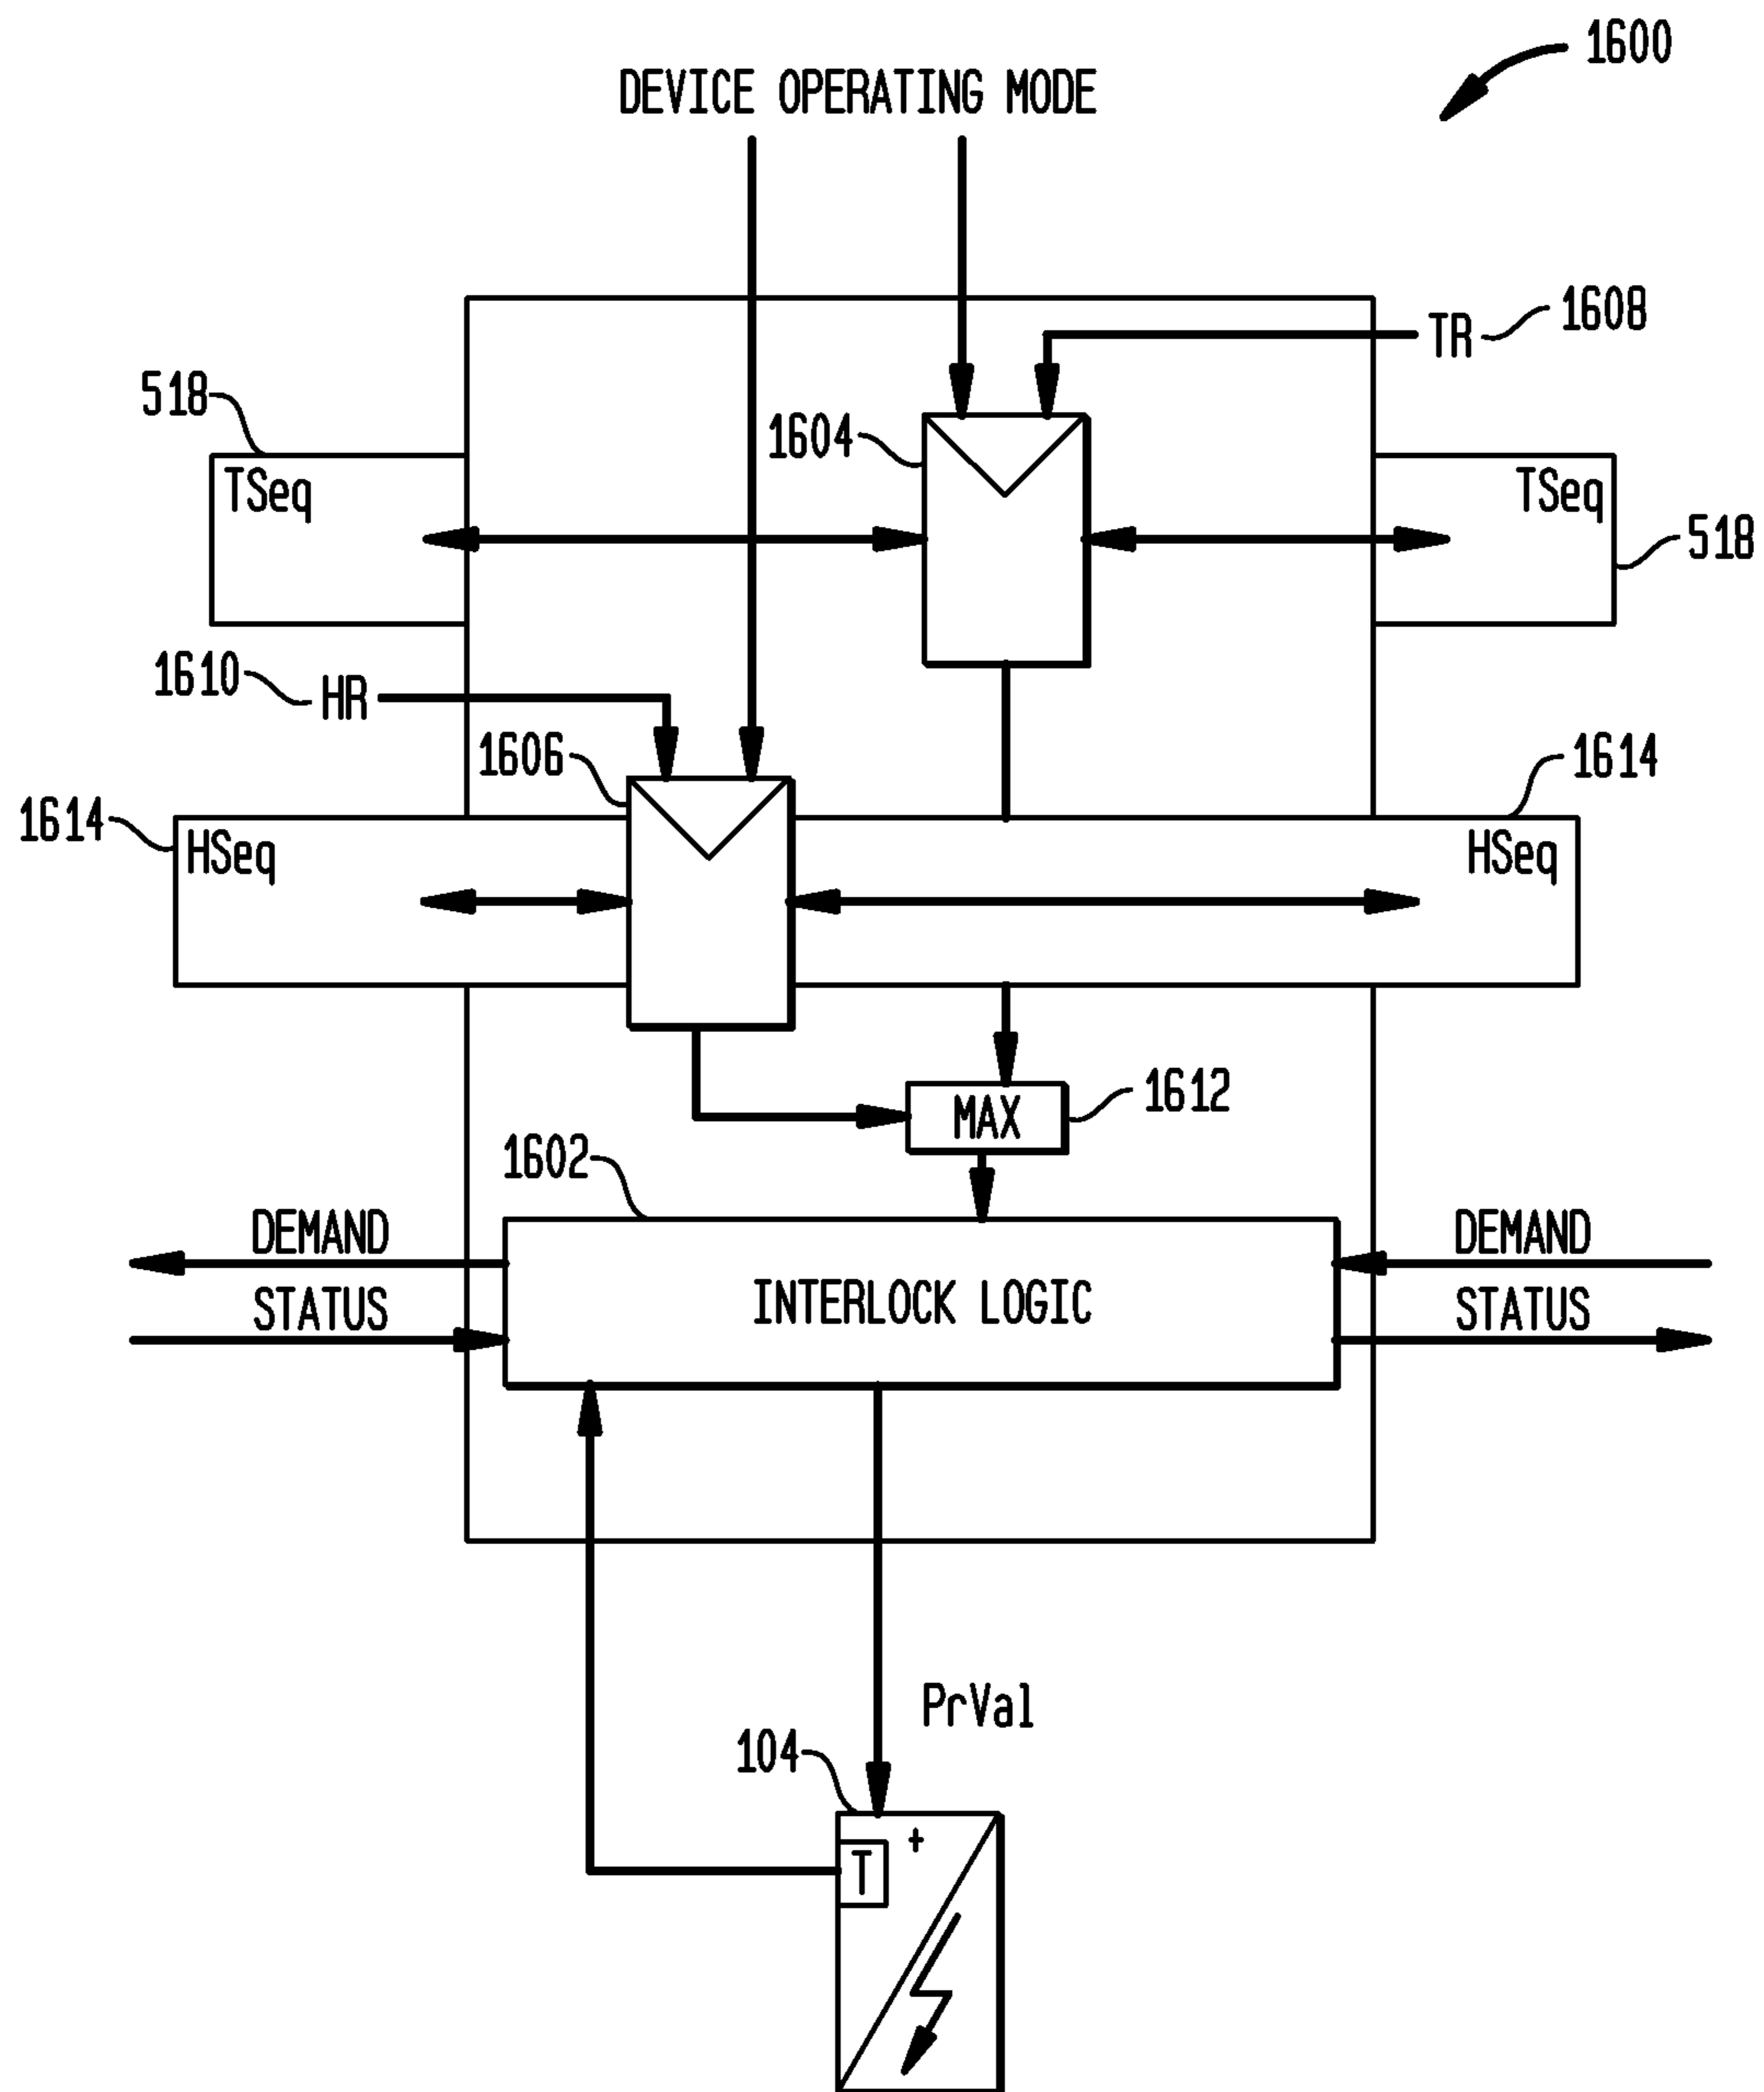 1600
DEVICE OPERATING MODE
TR
1608
518
TSeq
1604
TSeq
518
1610
HR
1606
1614
1614
HSeq
HSeq
MAX
1612
1602
DEMAND
DEMAND
STATUS
INTERLOCK LOGIC
STATUS
PrVal
104
+
T